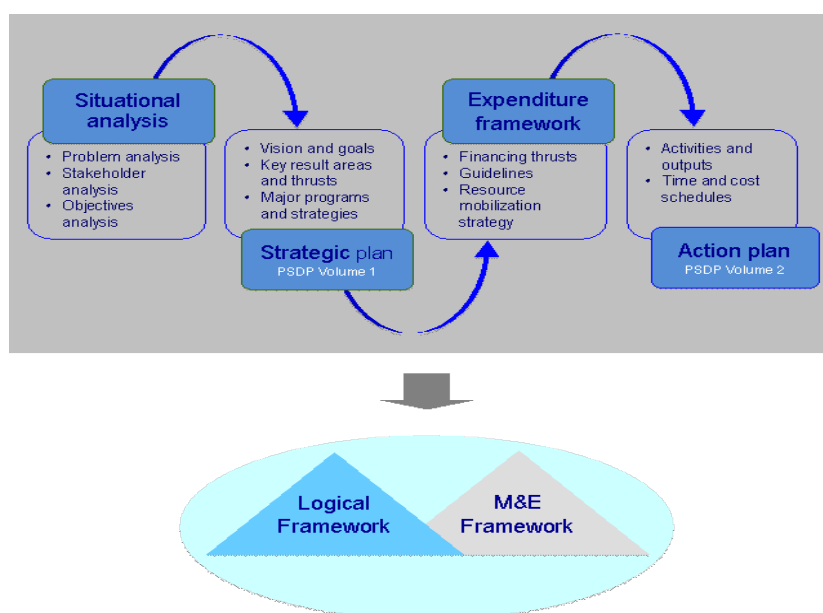 Situational
analysis
• Problem analysis
• Stakeholder
analysis
• Objectives
analysis
• Vision and goals
• Key result areas
and thrusts
• Major programs
and strategies
Strategic plan
PSDP Volume 1
Expenditure
framework
• Financing thrusts
• Guidelines
• Resource
mobilization
strategy
• Activities and
outputs
• Time and cost
schedules
Action plan
PSDP Volume 2
Logical
Framework
M&E
Framework